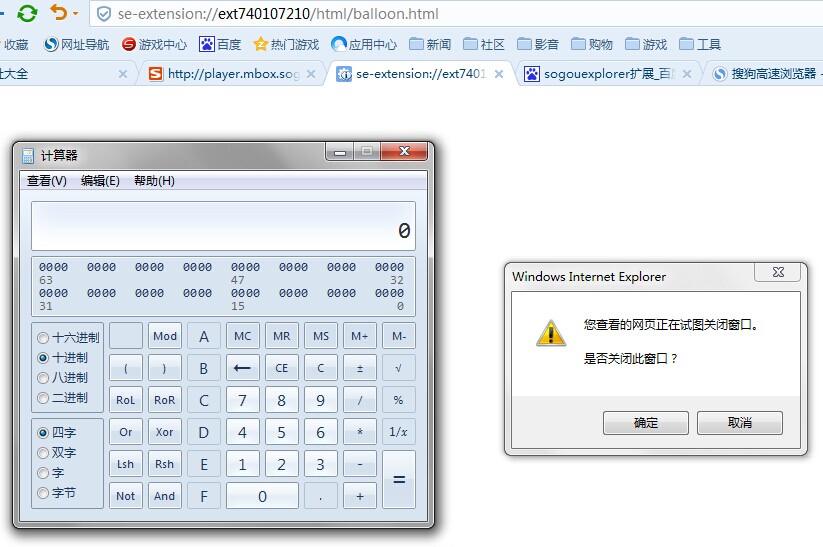 se-extension://ext740107210/html/balloon.html
收藏 网址导航 游戏中心 百度 热门游戏 应用中心 新闻 社区 影音 购物 游戏 工具
址大全 http://player.mbox.sog se-extension://ext7401 sogouexplorer扩展_百 搜狗高速浏览器 -
计算器
查看(V) 编辑(E) 帮助(H)
0
0000 0000 0000 0000 0000 0000 0000 0000
63 47 32
0000 0000 0000 0000 0000 0000 0000 0000
31 15 0
十六进制
十进制
八进制
二进制
四字
双字
字
字节
Mod A MC MR MS M+ M-
( ) B ← CE C ± √
RoL RoR C 7 8 9 / %
Or Xor D 4 5 6 * 1/x
Lsh Rsh E 1 2 3 - =
Not And F 0 . +
Windows Internet Explorer
您查看的网页正在试图关闭窗口。
是否关闭此窗口？
确定 取消